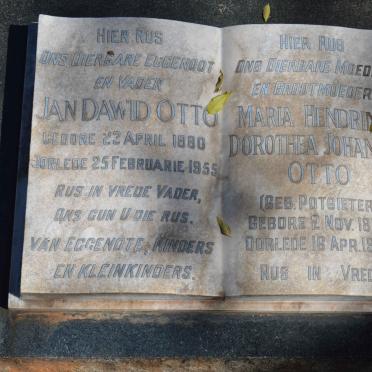 HIER RUS
ONS DIERBARE EGGENOOT
EN VADER
JAN DAWID OTTO
GEBORE 22 APRIL 1880
OORLEDE 25 FEBRUARIE 1955
RUS IN VREDE VADER,
ONS GUN U DIE RUS.
VAN EGGENOTE, KINDERS
EN KLEINKINDERS.
HIER RUS
ONS DIERBARE MOED
EN GROOTMOEDER
MARIA HENDRIN
DOROTHEA JOHAN
OTTO
(GEB. POTGIETER
GEBORE 2 NOV. 18
OORLEDE 16 APR. 19
RUS IN VRED